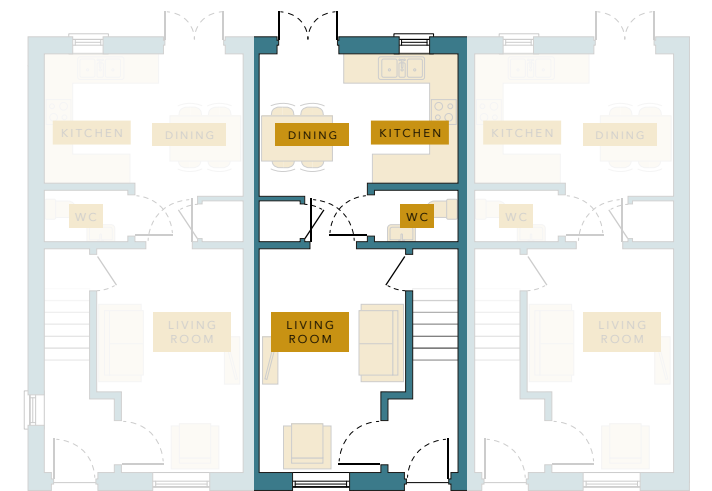 KITCHEN
DINING
DINING
KITCHEN
KITCHEN
DINING
WC
WC
WC
LIVING
ROOM
LIVING
ROOM
LIVING
ROOM